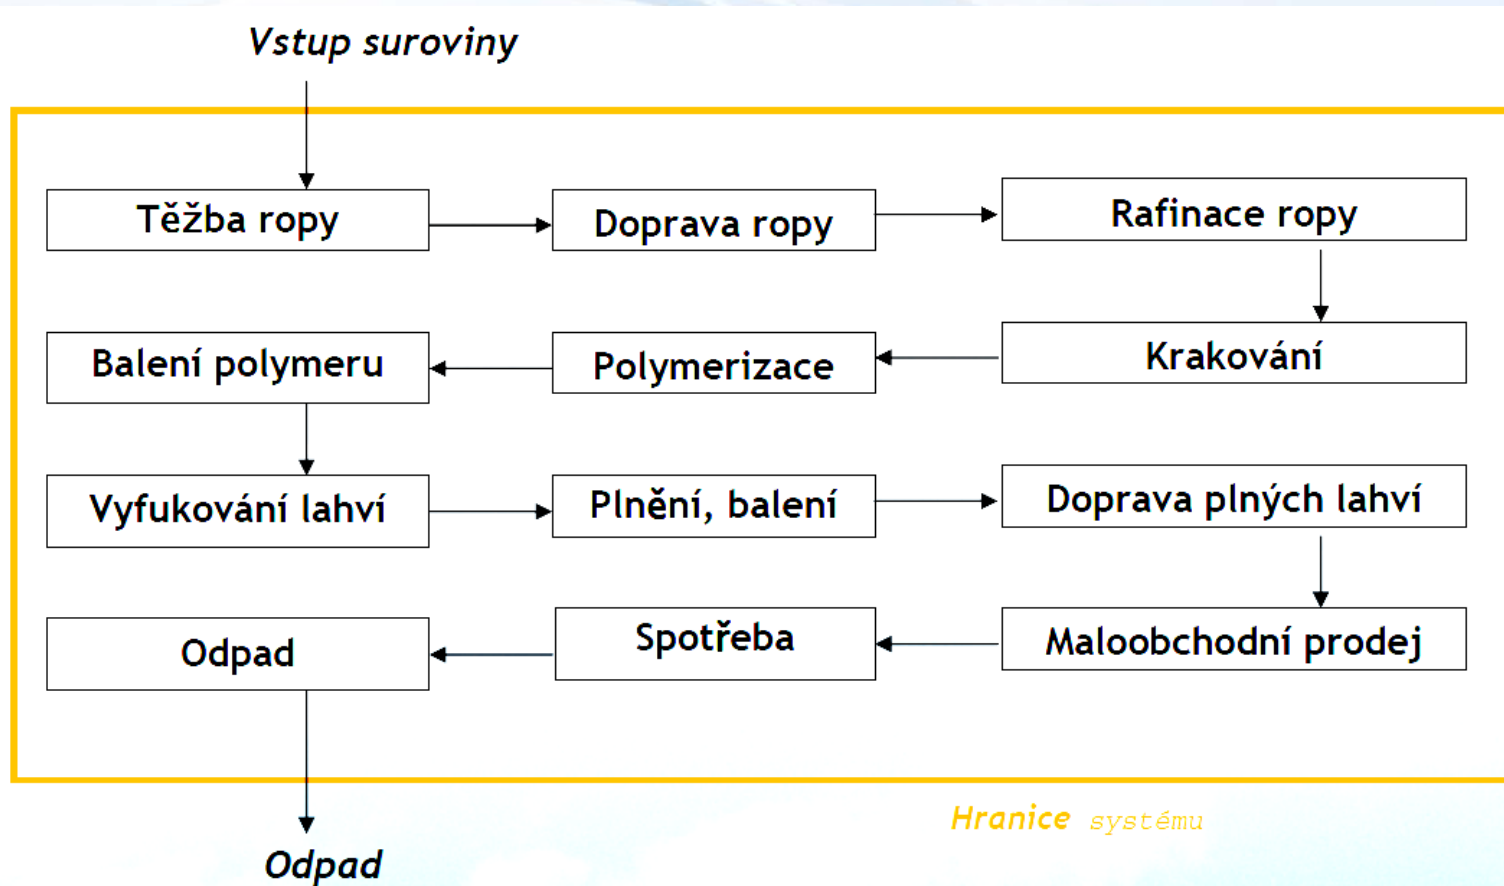 Vstup suroviny
Těžba ropy
Doprava ropy
Rafinace ropy
Krakování
Polymerizace
Balení polymeru
Vyfukování lahví
Plnění, balení
Doprava plných lahví
Maloobchodní prodej
Spotřeba
Odpad
Hranice systému
Odpad